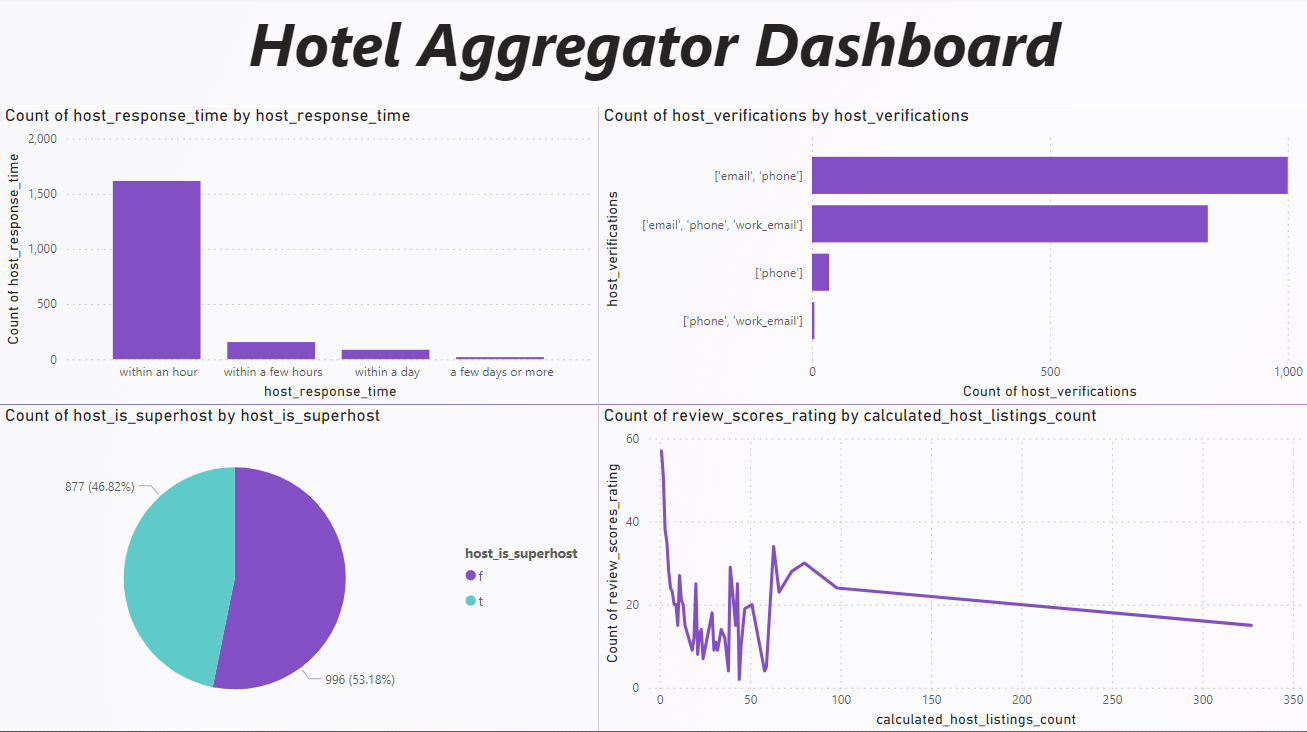 Hotel Aggregator Dashboard
Count of host_response_time by host_response_time
Count of host_response_time
2,000
1,500
1,000
500
0
within an hour
within a few hours
within a day
a few days or more
host_response_time
Count of host_verifications by host_verifications
host_verifications
['email', 'phone']
['email', 'phone', 'work_email']
['phone']
['phone', 'work_email']
0
500
1,000
Count of host_verifications
Count of host_is_superhost by host_is_superhost
877 (46.82%)
996 (53.18%)
host_is_superhost
f
t
Count of review_scores_rating by calculated_host_listings_count
Count of review_scores_rating
60
40
20
0
0
50
100
150
200
250
300
350
calculated_host_listings_count